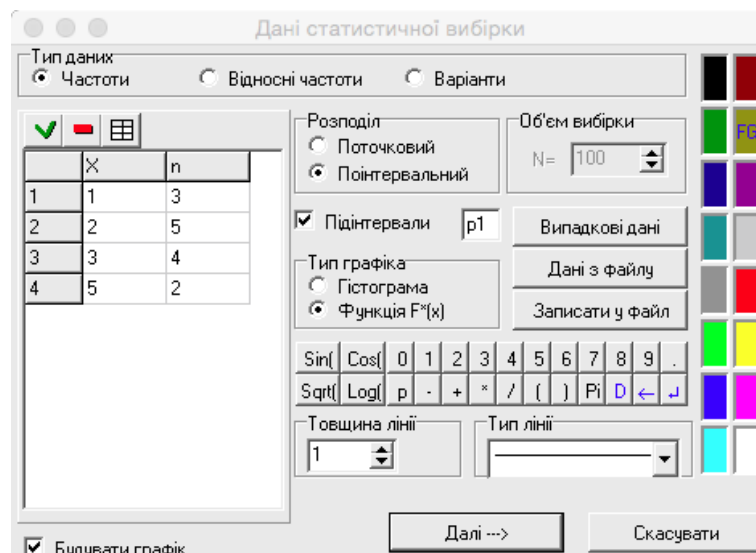 Дані статистичної вибірки
Тип даних
Частоти Відносні частоти Варіанти
X n
1 1 3
2 2 5
3 3 4
4 5 2
Розподіл
Поточковий
Поінтервальний
Об'єм вибірки
N= 100
Підінтервали p1
Тип графіка
Гістограма
Функція F*(x)
Випадкові дані
Дані з файлу
Записати у файл
FG
Sin( Cos( 0 1 2 3 4 5 6 7 8 9 .
Sqrt( Log( p - + * / ( ) Pi D ← ↲
Товщина лінії
1
Тип лінії
Будувати графік
Далі --->
Скасувати